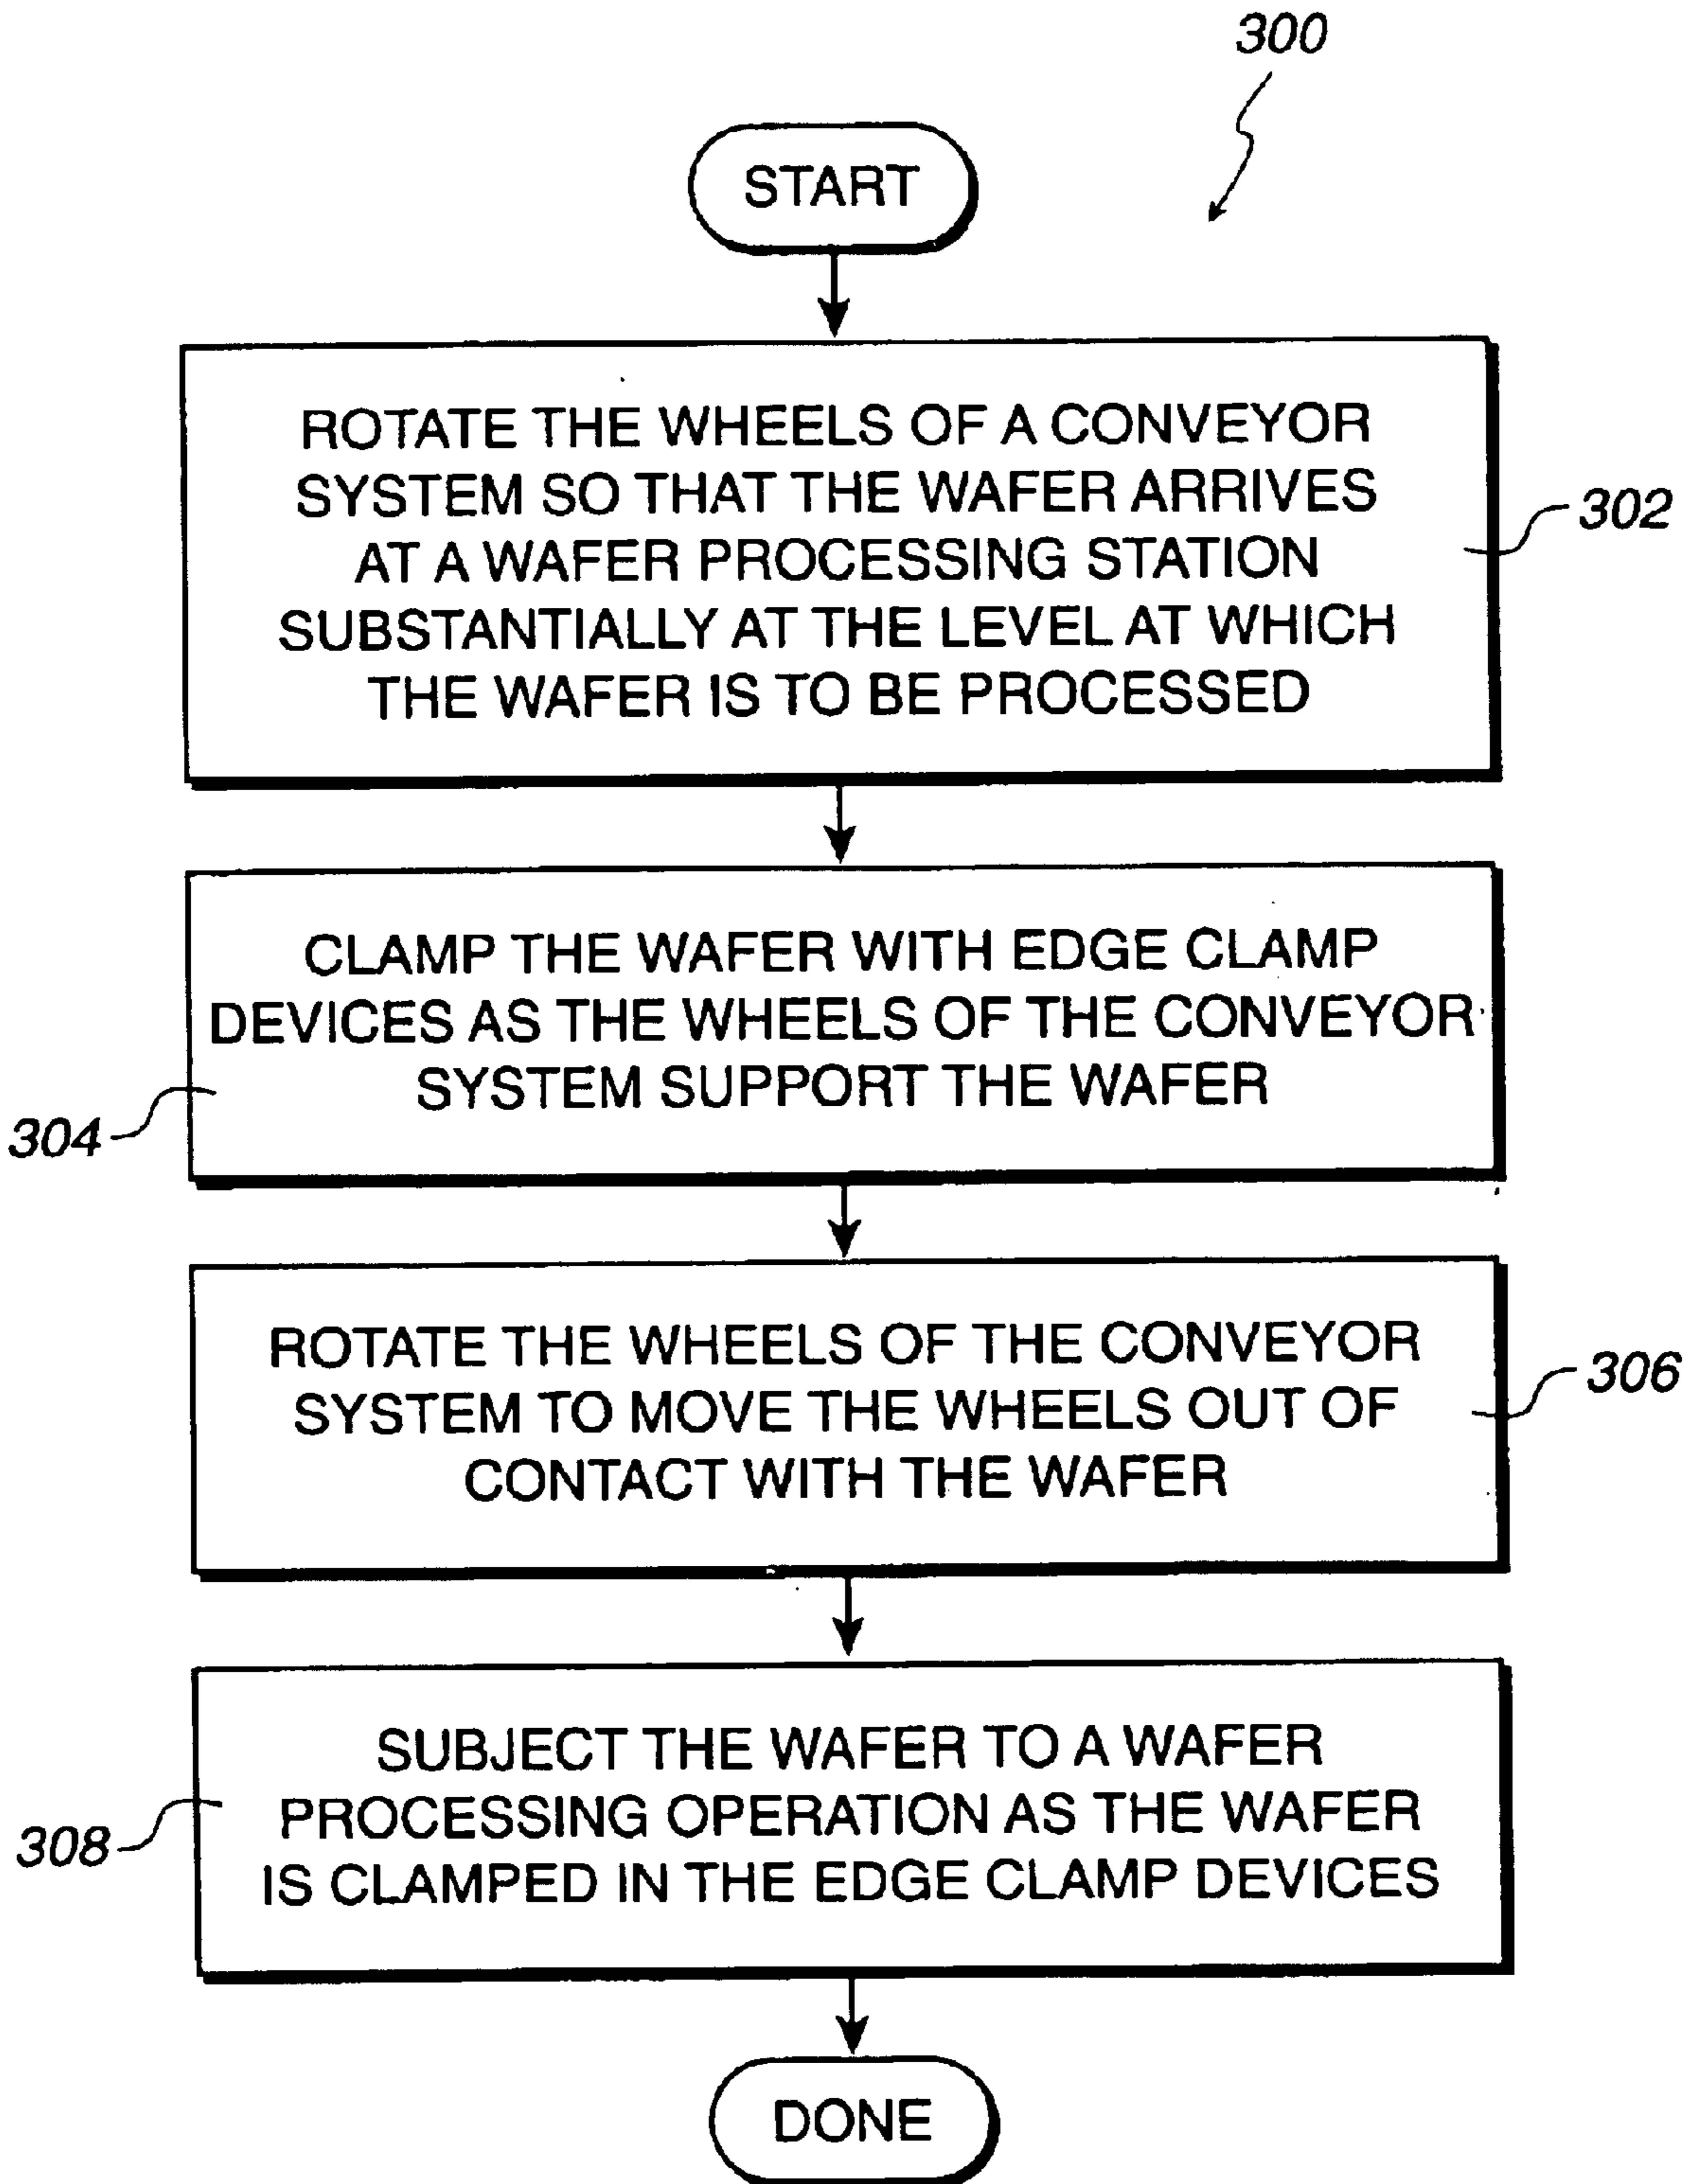 300
START
ROTATE THE WHEELS OF A CONVEYOR
SYSTEM SO THAT THE WAFER ARRIVES
AT A WAFER PROCESSING STATION
SUBSTANTIALLY AT THE LEVEL AT WHICH
THE WAFER IS TO BE PROCESSED
302
CLAMP THE WAFER WITH EDGE CLAMP
DEVICES AS THE WHEELS OF THE CONVEYOR
SYSTEM SUPPORT THE WAFER
304
ROTATE THE WHEELS OF THE CONVEYOR
SYSTEM TO MOVE THE WHEELS OUT OF
CONTACT WITH THE WAFER
306
SUBJECT THE WAFER TO A WAFER
PROCESSING OPERATION AS THE WAFER
IS CLAMPED IN THE EDGE CLAMP DEVICES
308
DONE